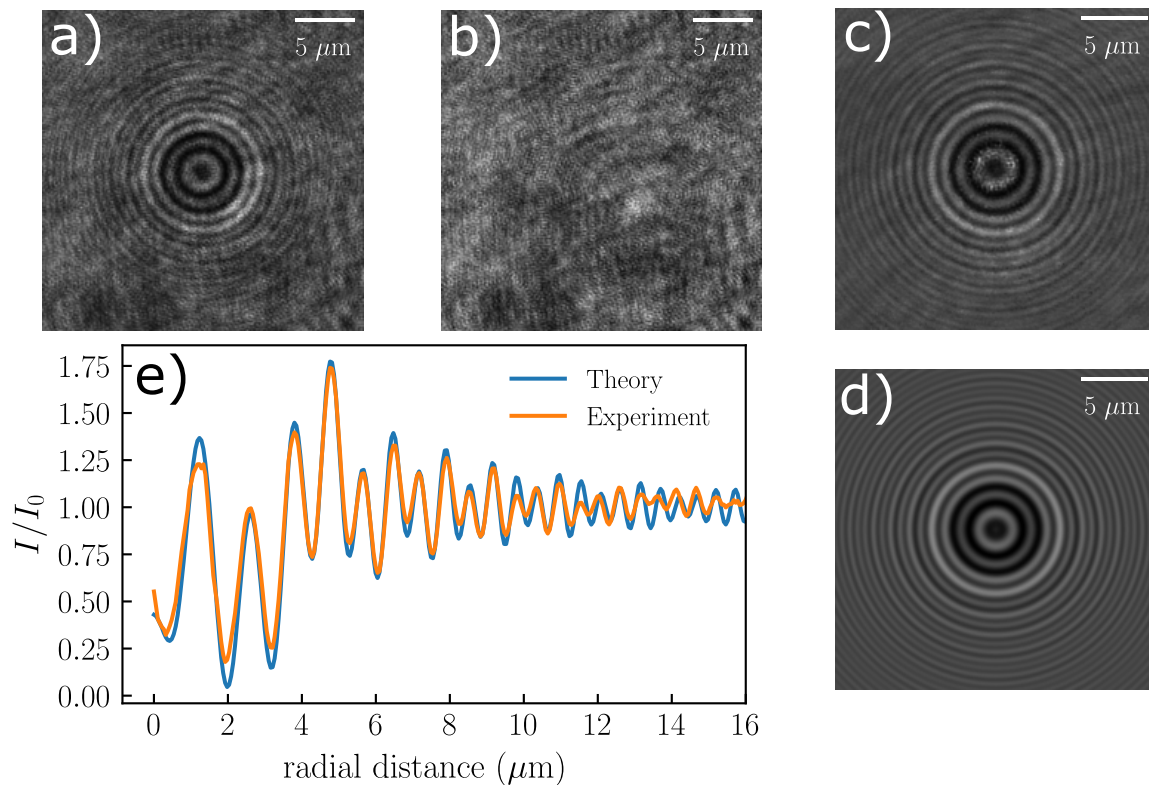 a)
5 μm
b)
5 μm
c)
5 μm
d)
5 μm
e)
Theory
Experiment
I/I₀
1.75
1.50
1.25
1.00
0.75
0.50
0.25
0.00
0 2 4 6 8 10 12 14 16
radial distance (μm)